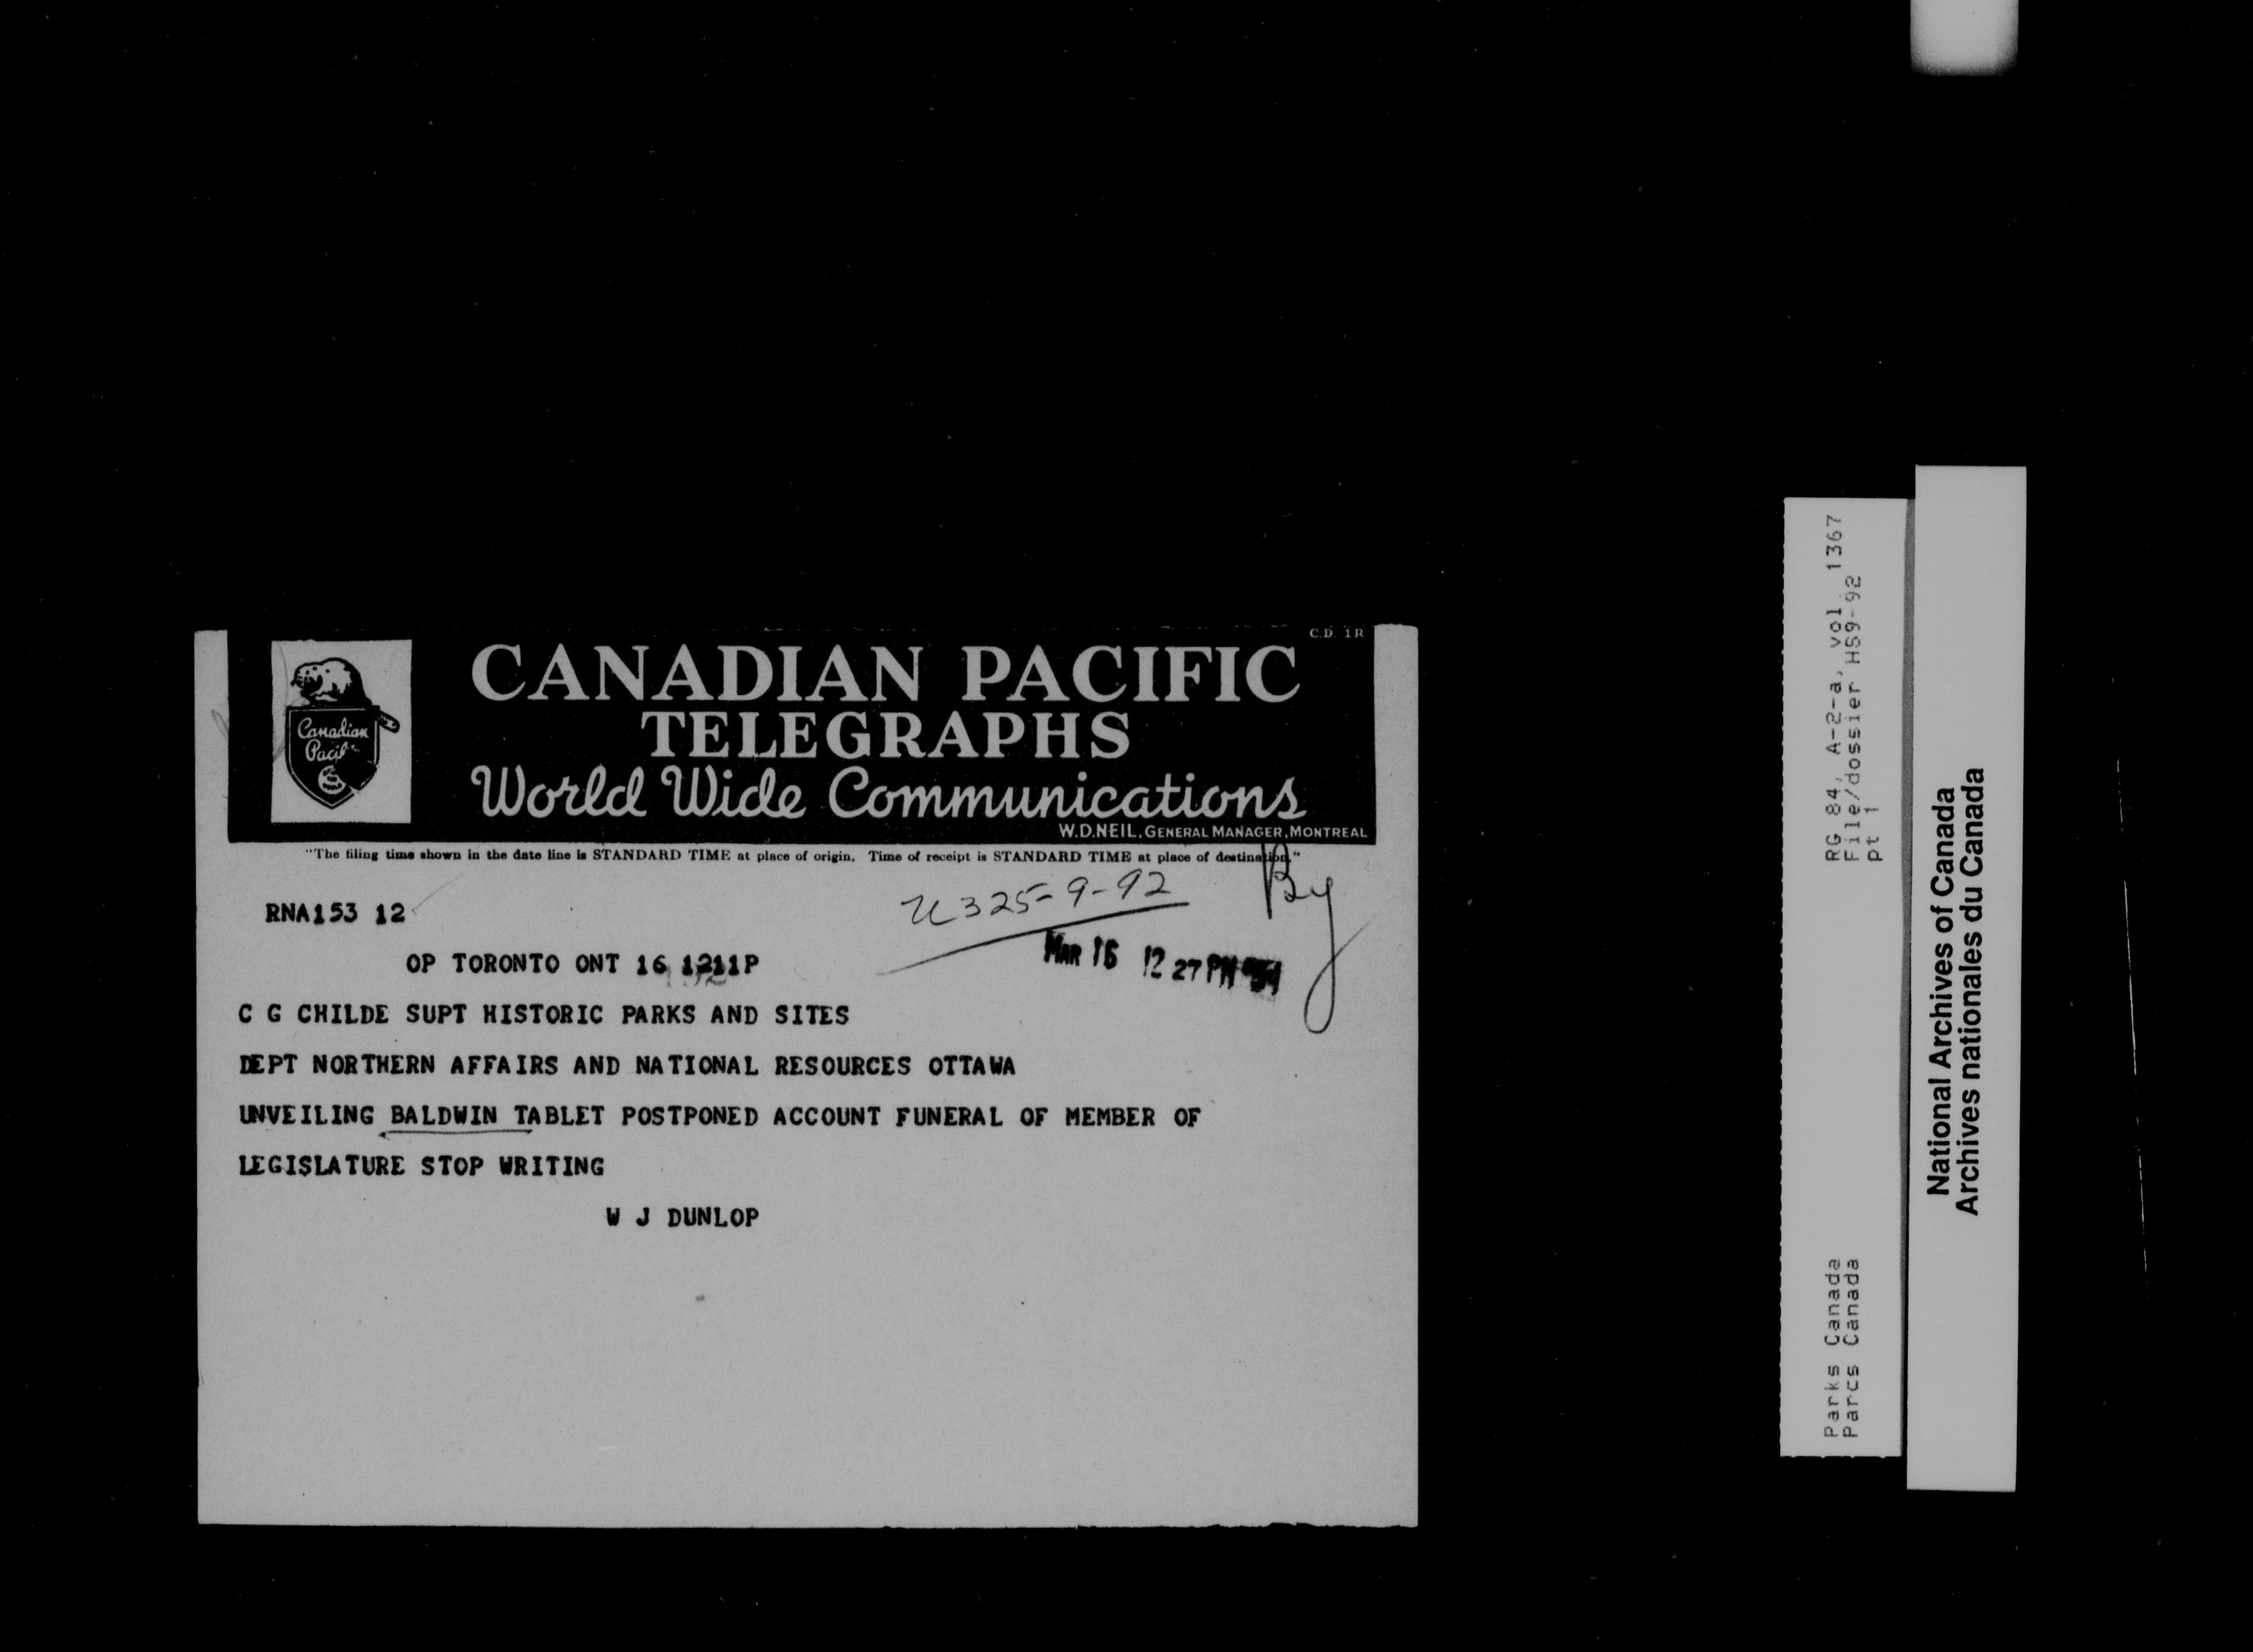 C.D. 1R
CANADIAN PACIFIC
TELEGRAPHS
World Wide Communications
W.D.NEIL, GENERAL MANAGER, MONTREAL
Canadian
Pacific
"The filing time shown in the date line is STANDARD TIME at place of origin. Time of receipt is STANDARD TIME at place of destination."
U325-9-92
RNA153 12
OP TORONTO ONT 16 1211P
MAR 16 12 27 PM
C G CHILDE SUPT HISTORIC PARKS AND SITES
DEPT NORTHERN AFFAIRS AND NATIONAL RESOURCES OTTAWA
UNVEILING BALDWIN TABLET POSTPONED ACCOUNT FUNERAL OF MEMBER OF
LEGISLATURE STOP WRITING
W J DUNLOP
RG 84, A-2-a, vol. 1367
File/dossier HS9-92
pt 1
Parks Canada
Parcs Canada
National Archives of Canada
Archives nationales du Canada